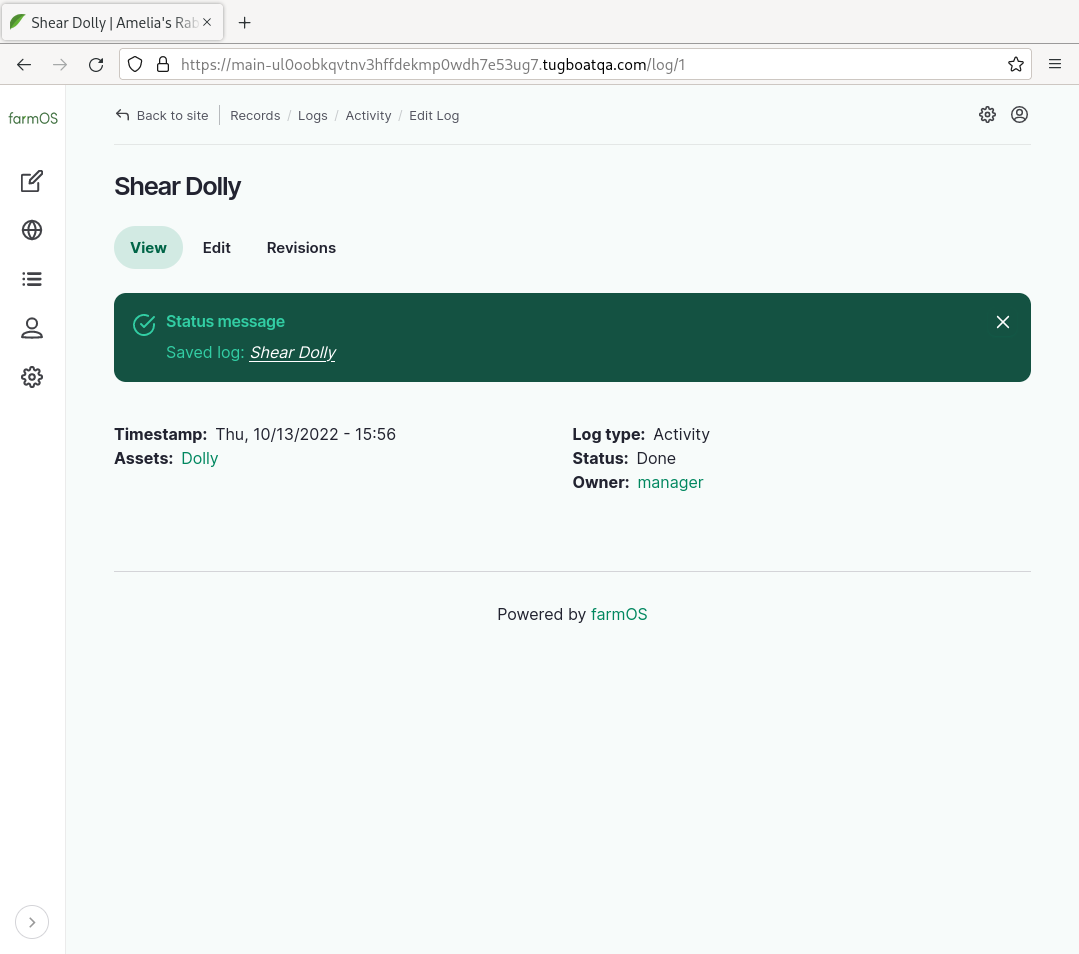 Shear Dolly | Amelia's Rab
https://main-ul0oobkqvtnv3hffdekmp0wdh7e53ug7.tugboatqa.com/log/1
farmOS
Back to site Records / Logs / Activity / Edit Log
Shear Dolly
View Edit Revisions
Status message
Saved log: Shear Dolly
Timestamp: Thu, 10/13/2022 - 15:56
Assets: Dolly
Log type: Activity
Status: Done
Owner: manager
Powered by farmOS